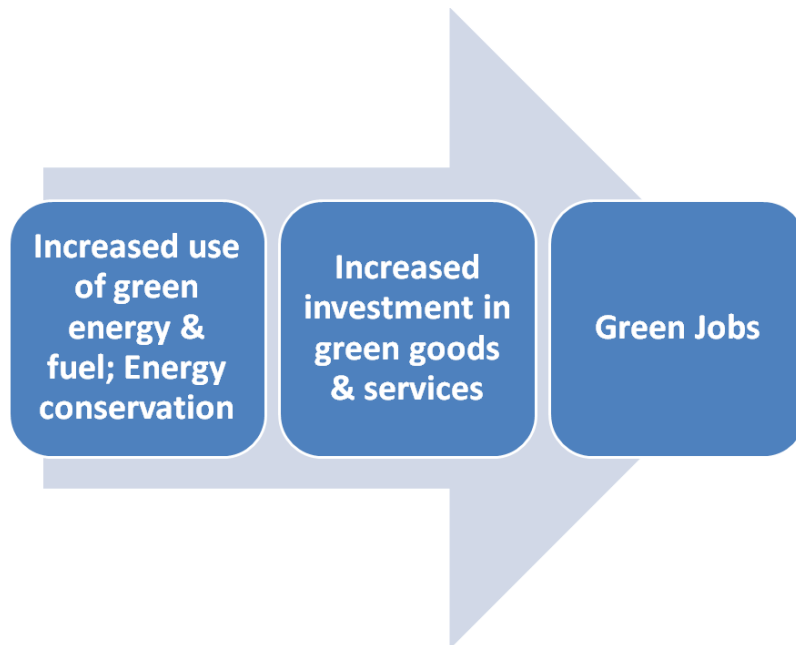 Increased use
of green
energy &
fuel; Energy
conservation
Increased
investment in
green goods
& services
Green Jobs